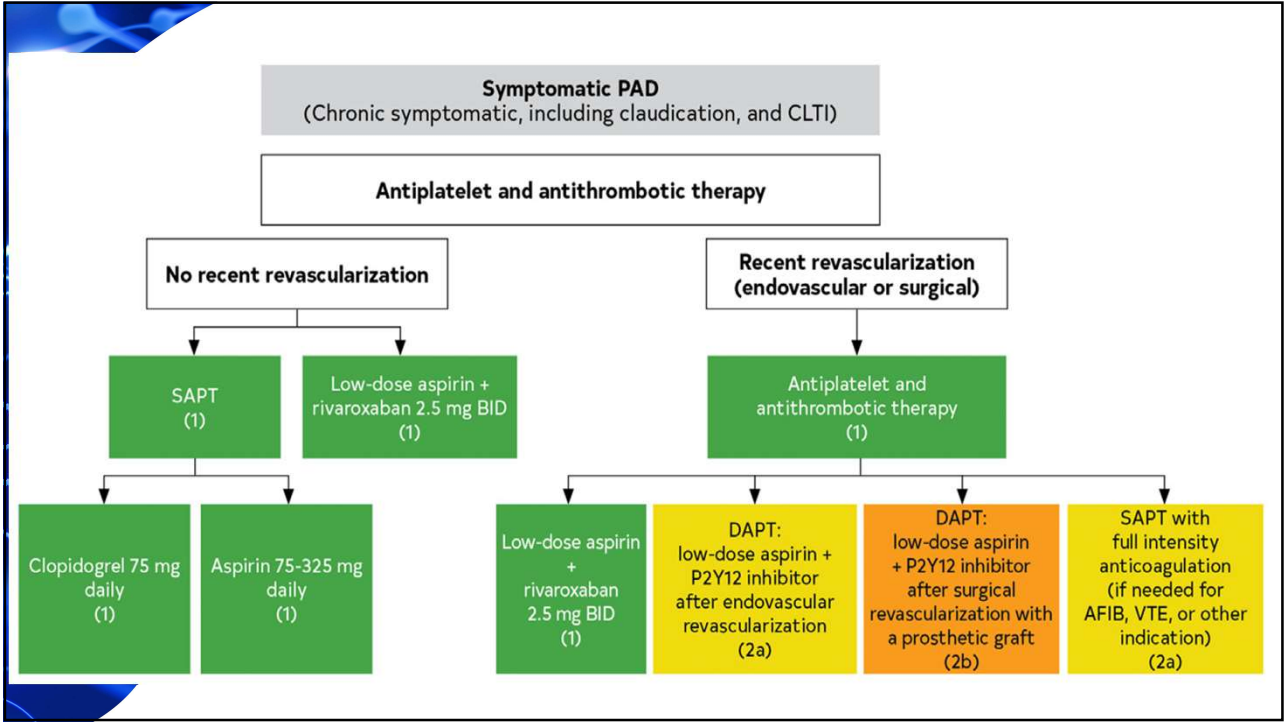 Symptomatic PAD
(Chronic symptomatic, including claudication, and CLTI)
Antiplatelet and antithrombotic therapy
No recent revascularization
Recent revascularization
(endovascular or surgical)
SAPT
(1)
Low-dose aspirin +
rivaroxaban 2.5 mg BID
(1)
Antiplatelet and
antithrombotic therapy
(1)
Clopidogrel 75 mg
daily
(1)
Aspirin 75-325 mg
daily
(1)
Low-dose aspirin
+
rivaroxaban
2.5 mg BID
(1)
DAPT:
low-dose aspirin +
P2Y12 inhibitor
after endovascular
revascularization
(2a)
DAPT:
low-dose aspirin
+ P2Y12 inhibitor
after surgical
revascularization with
a prosthetic graft
(2b)
SAPT with
full intensity
anticoagulation
(if needed for
AFIB, VTE, or other
indication)
(2a)